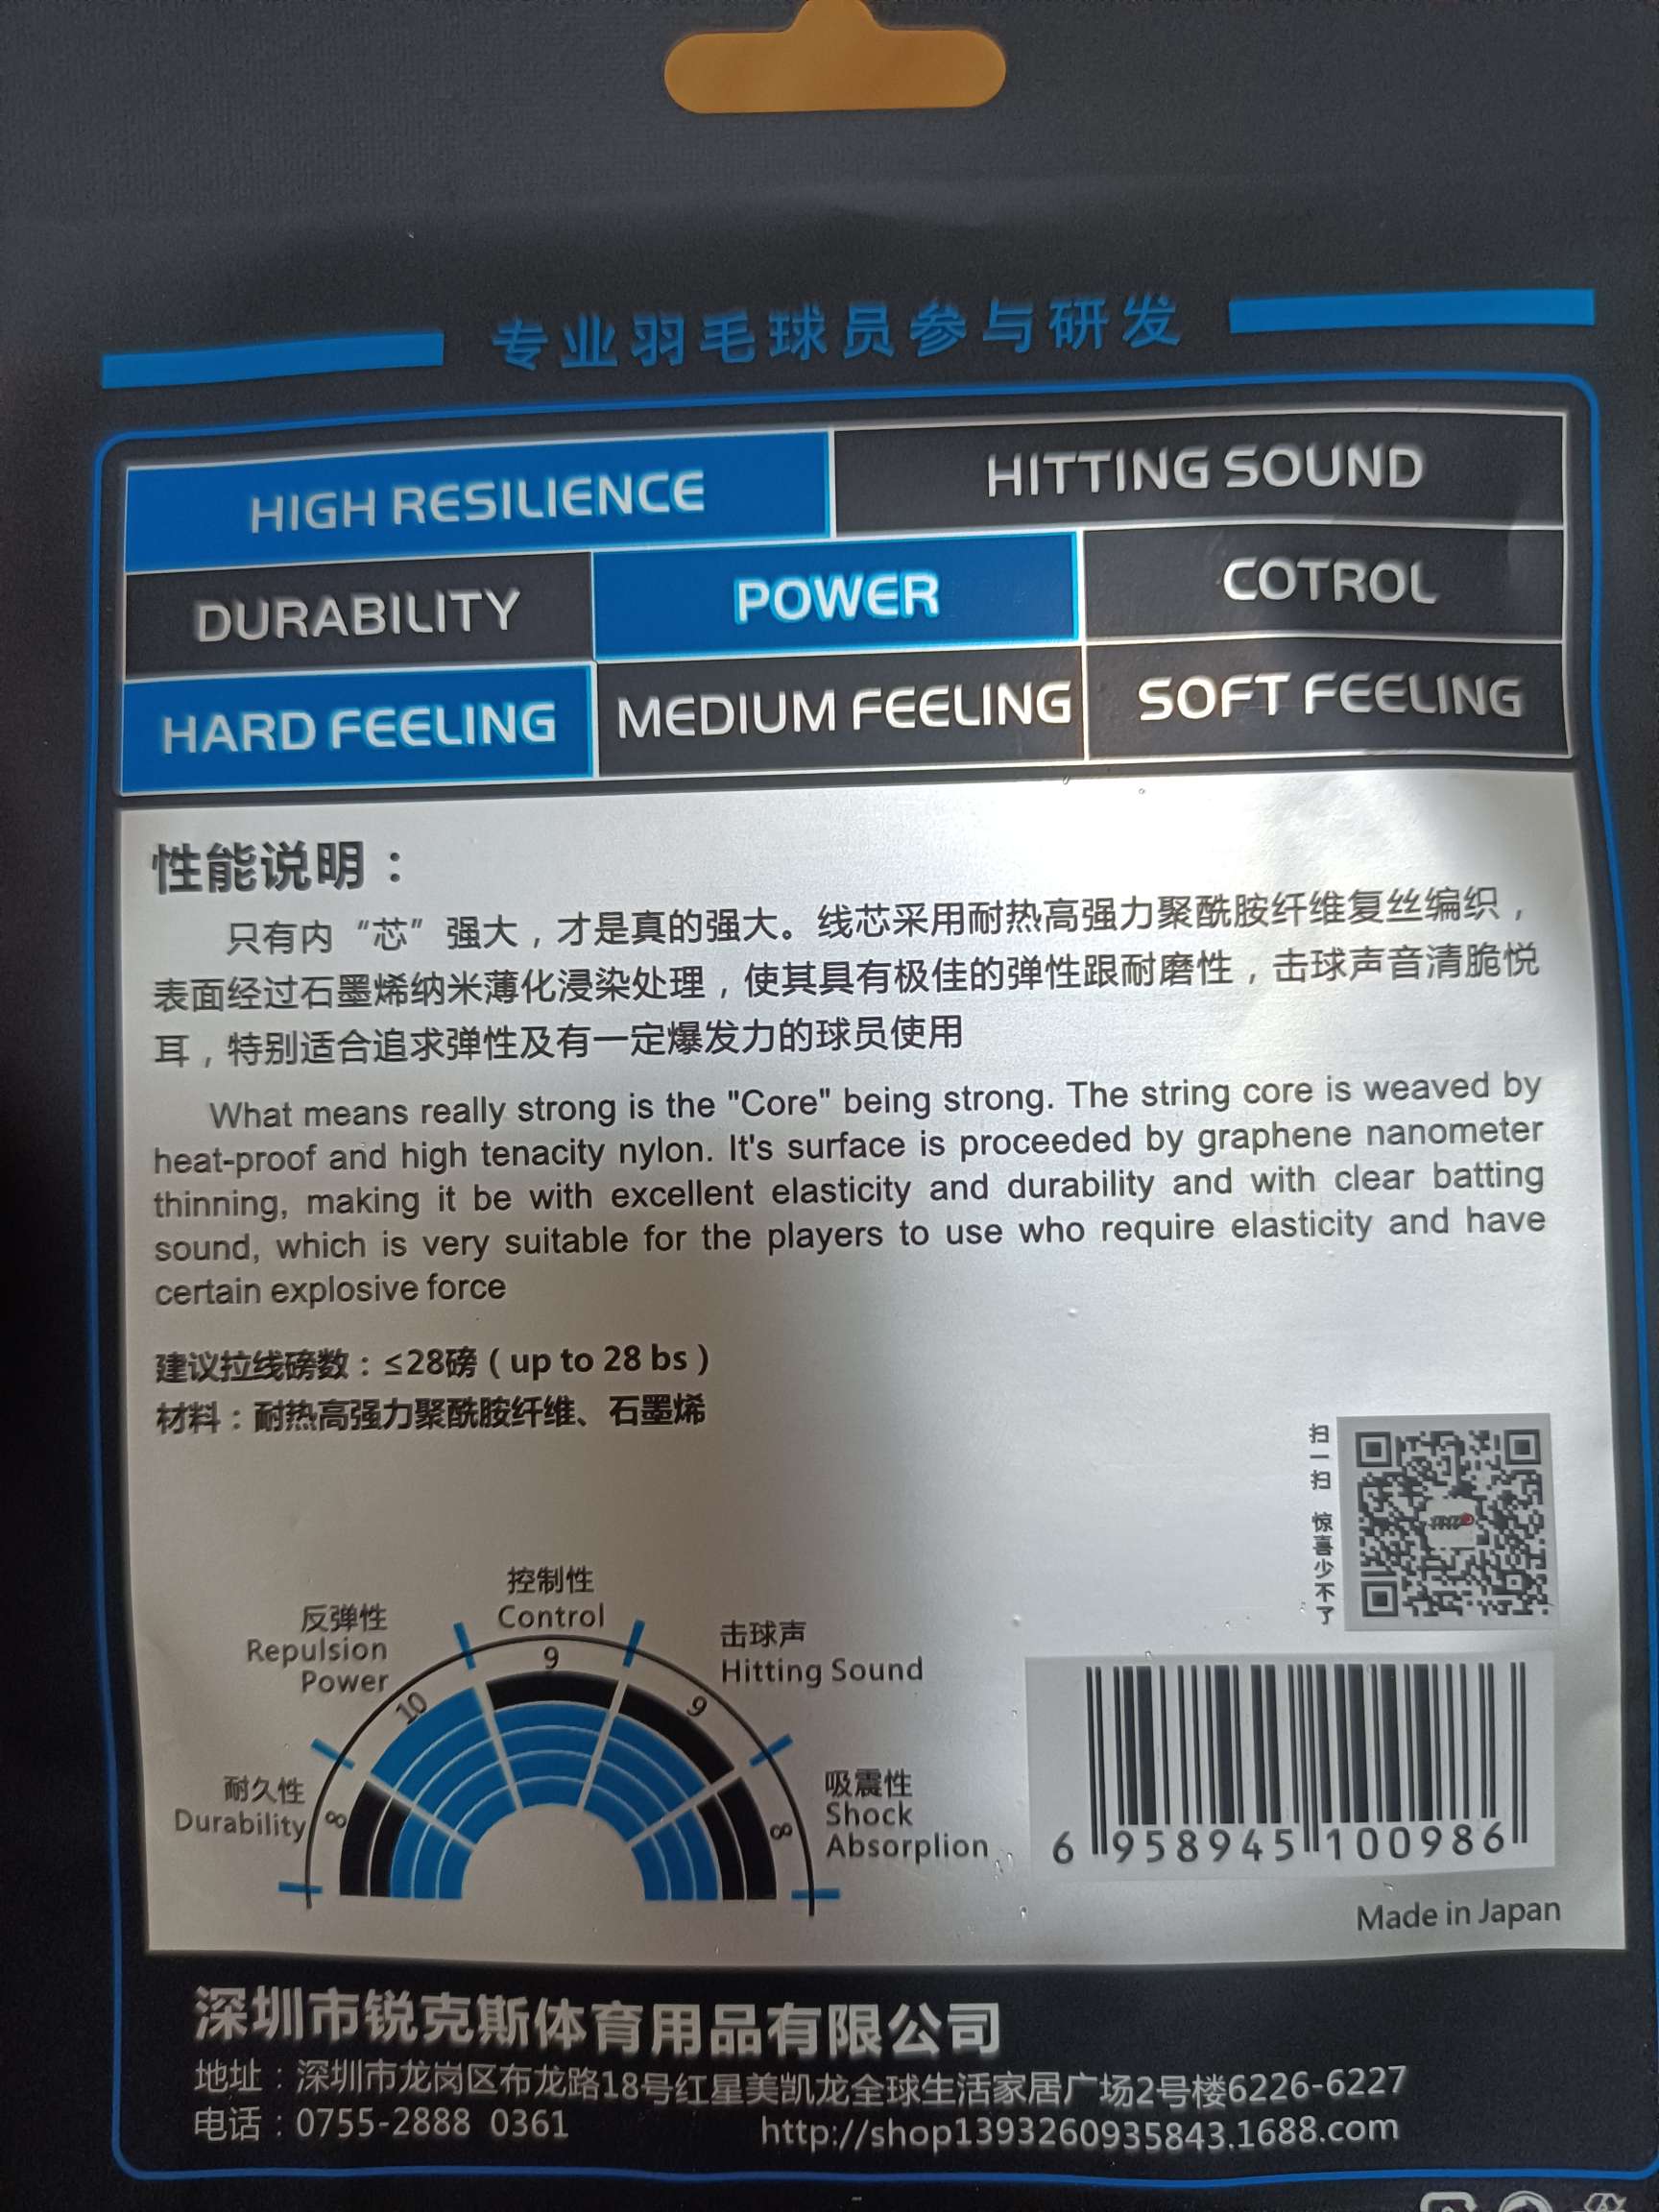 专业羽毛球员参与研发
HIGH RESILIENCE
HITTING SOUND
DURABILITY
POWER
COTROL
HARD FEELING
MEDIUM FEELING
SOFT FEELING
性能说明：
只有内“芯”强大，才是真的强大。线芯采用耐热高强力聚酰胺纤维复丝编织，
表面经过石墨烯纳米薄化浸染处理，使其具有极佳的弹性跟耐磨性，击球声音清脆悦
耳，特别适合追求弹性及有一定爆发力的球员使用
What means really strong is the "Core" being strong. The string core is weaved by
heat-proof and high tenacity nylon. It's surface is proceeded by graphene nanometer
thinning, making it be with excellent elasticity and durability and with clear batting
sound, which is very suitable for the players to use who require elasticity and have
certain explosive force
建议拉线磅数：≤28磅（up to 28 bs）
材料：耐热高强力聚酰胺纤维、石墨烯
扫一扫 惊喜少不了
控制性
Control
9
反弹性
Repulsion
Power
10
击球声
Hitting Sound
9
耐久性
Durability
8
吸震性
Shock
Absorplion
8
6 958945 100986
Made in Japan
深圳市锐克斯体育用品有限公司
地址：深圳市龙岗区布龙路18号红星美凯龙全球生活家居广场2号楼6226-6227
电话：0755-2888 0361 http://shop1393260935843.1688.com